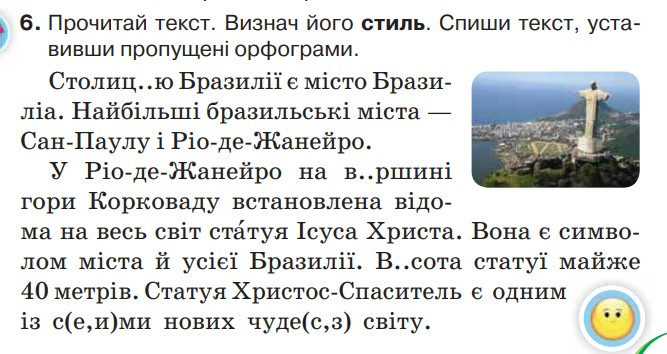 6. Прочитай текст. Визнач його стиль. Спиши текст, уста-
вивши пропущені орфограми.
Столиц..ю Бразилії є місто Брази-
ліа. Найбільші бразильські міста —
Сан-Паулу і Ріо-де-Жанейро.
У Ріо-де-Жанейро на в..ршині
гори Корковаду встановлена відо-
ма на весь світ ста́туя Ісуса Христа. Вона є симво-
лом міста й усієї Бразилії. В..сота статуї майже
40 метрів. Статуя Христос-Спаситель є одним
із с(е,и)ми нових чуде(с,з) світу.